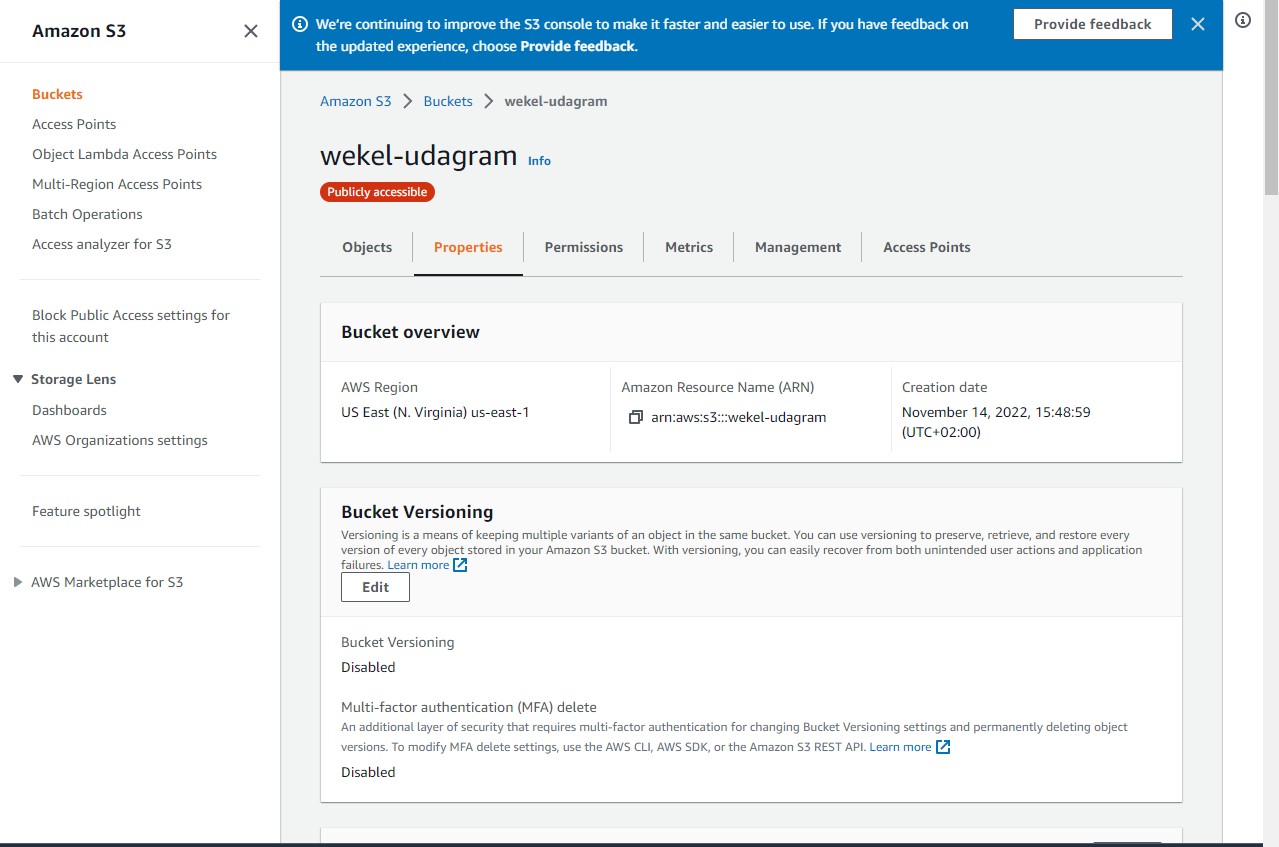 Amazon S3
Buckets
Access Points
Object Lambda Access Points
Multi-Region Access Points
Batch Operations
Access analyzer for S3
Block Public Access settings for
this account
Storage Lens
Dashboards
AWS Organizations settings
Feature spotlight
AWS Marketplace for S3
We're continuing to improve the S3 console to make it faster and easier to use. If you have feedback on
the updated experience, choose Provide feedback.
Provide feedback
Amazon S3 > Buckets > wekel-udagram
wekel-udagram Info
Publicly accessible
Objects Properties Permissions Metrics Management Access Points
Bucket overview
AWS Region
US East (N. Virginia) us-east-1
Amazon Resource Name (ARN)
arn:aws:s3:::wekel-udagram
Creation date
November 14, 2022, 15:48:59
(UTC+02:00)
Bucket Versioning
Versioning is a means of keeping multiple variants of an object in the same bucket. You can use versioning to preserve, retrieve, and restore every
version of every object stored in your Amazon S3 bucket. With versioning, you can easily recover from both unintended user actions and application
failures. Learn more
Edit
Bucket Versioning
Disabled
Multi-factor authentication (MFA) delete
An additional layer of security that requires multi-factor authentication for changing Bucket Versioning settings and permanently deleting object
versions. To modify MFA delete settings, use the AWS CLI, AWS SDK, or the Amazon S3 REST API. Learn more
Disabled